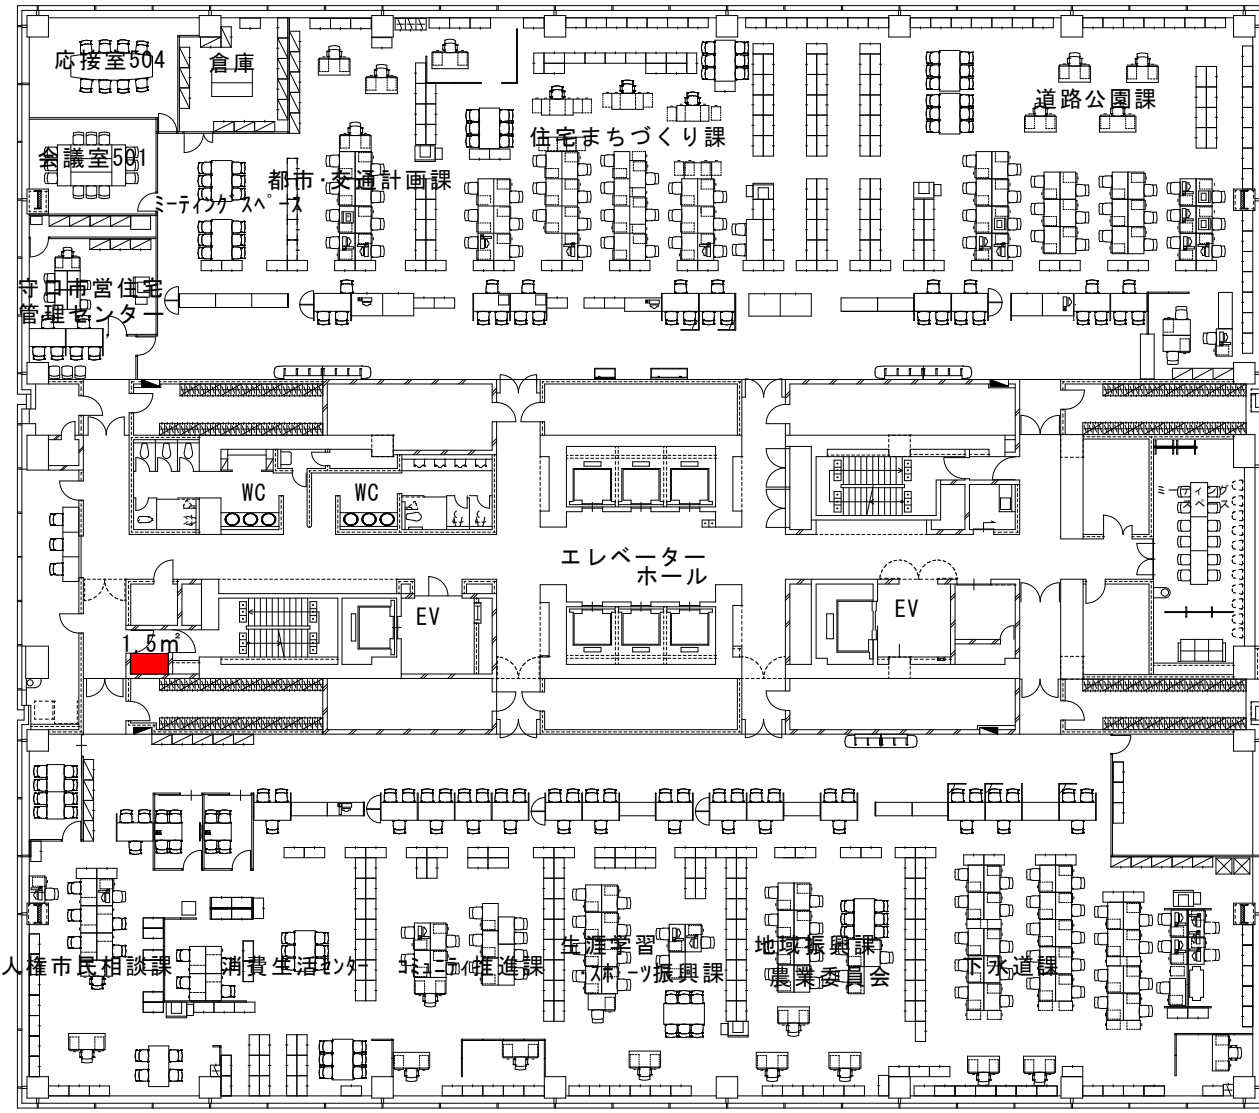 応接室504
倉庫
道路公園課
住宅まちづくり課
会議室501
都市・交通計画課
ミーティングスペース
守口市営住宅
管理センター
WC
WC
ミーティング
スペース
エレベーター
ホール
EV
EV
1.5㎡
人権市民相談課
消費生活センター
コミュニティ推進課
生涯学習
・スポーツ振興課
地域振興課
農業委員会
下水道課